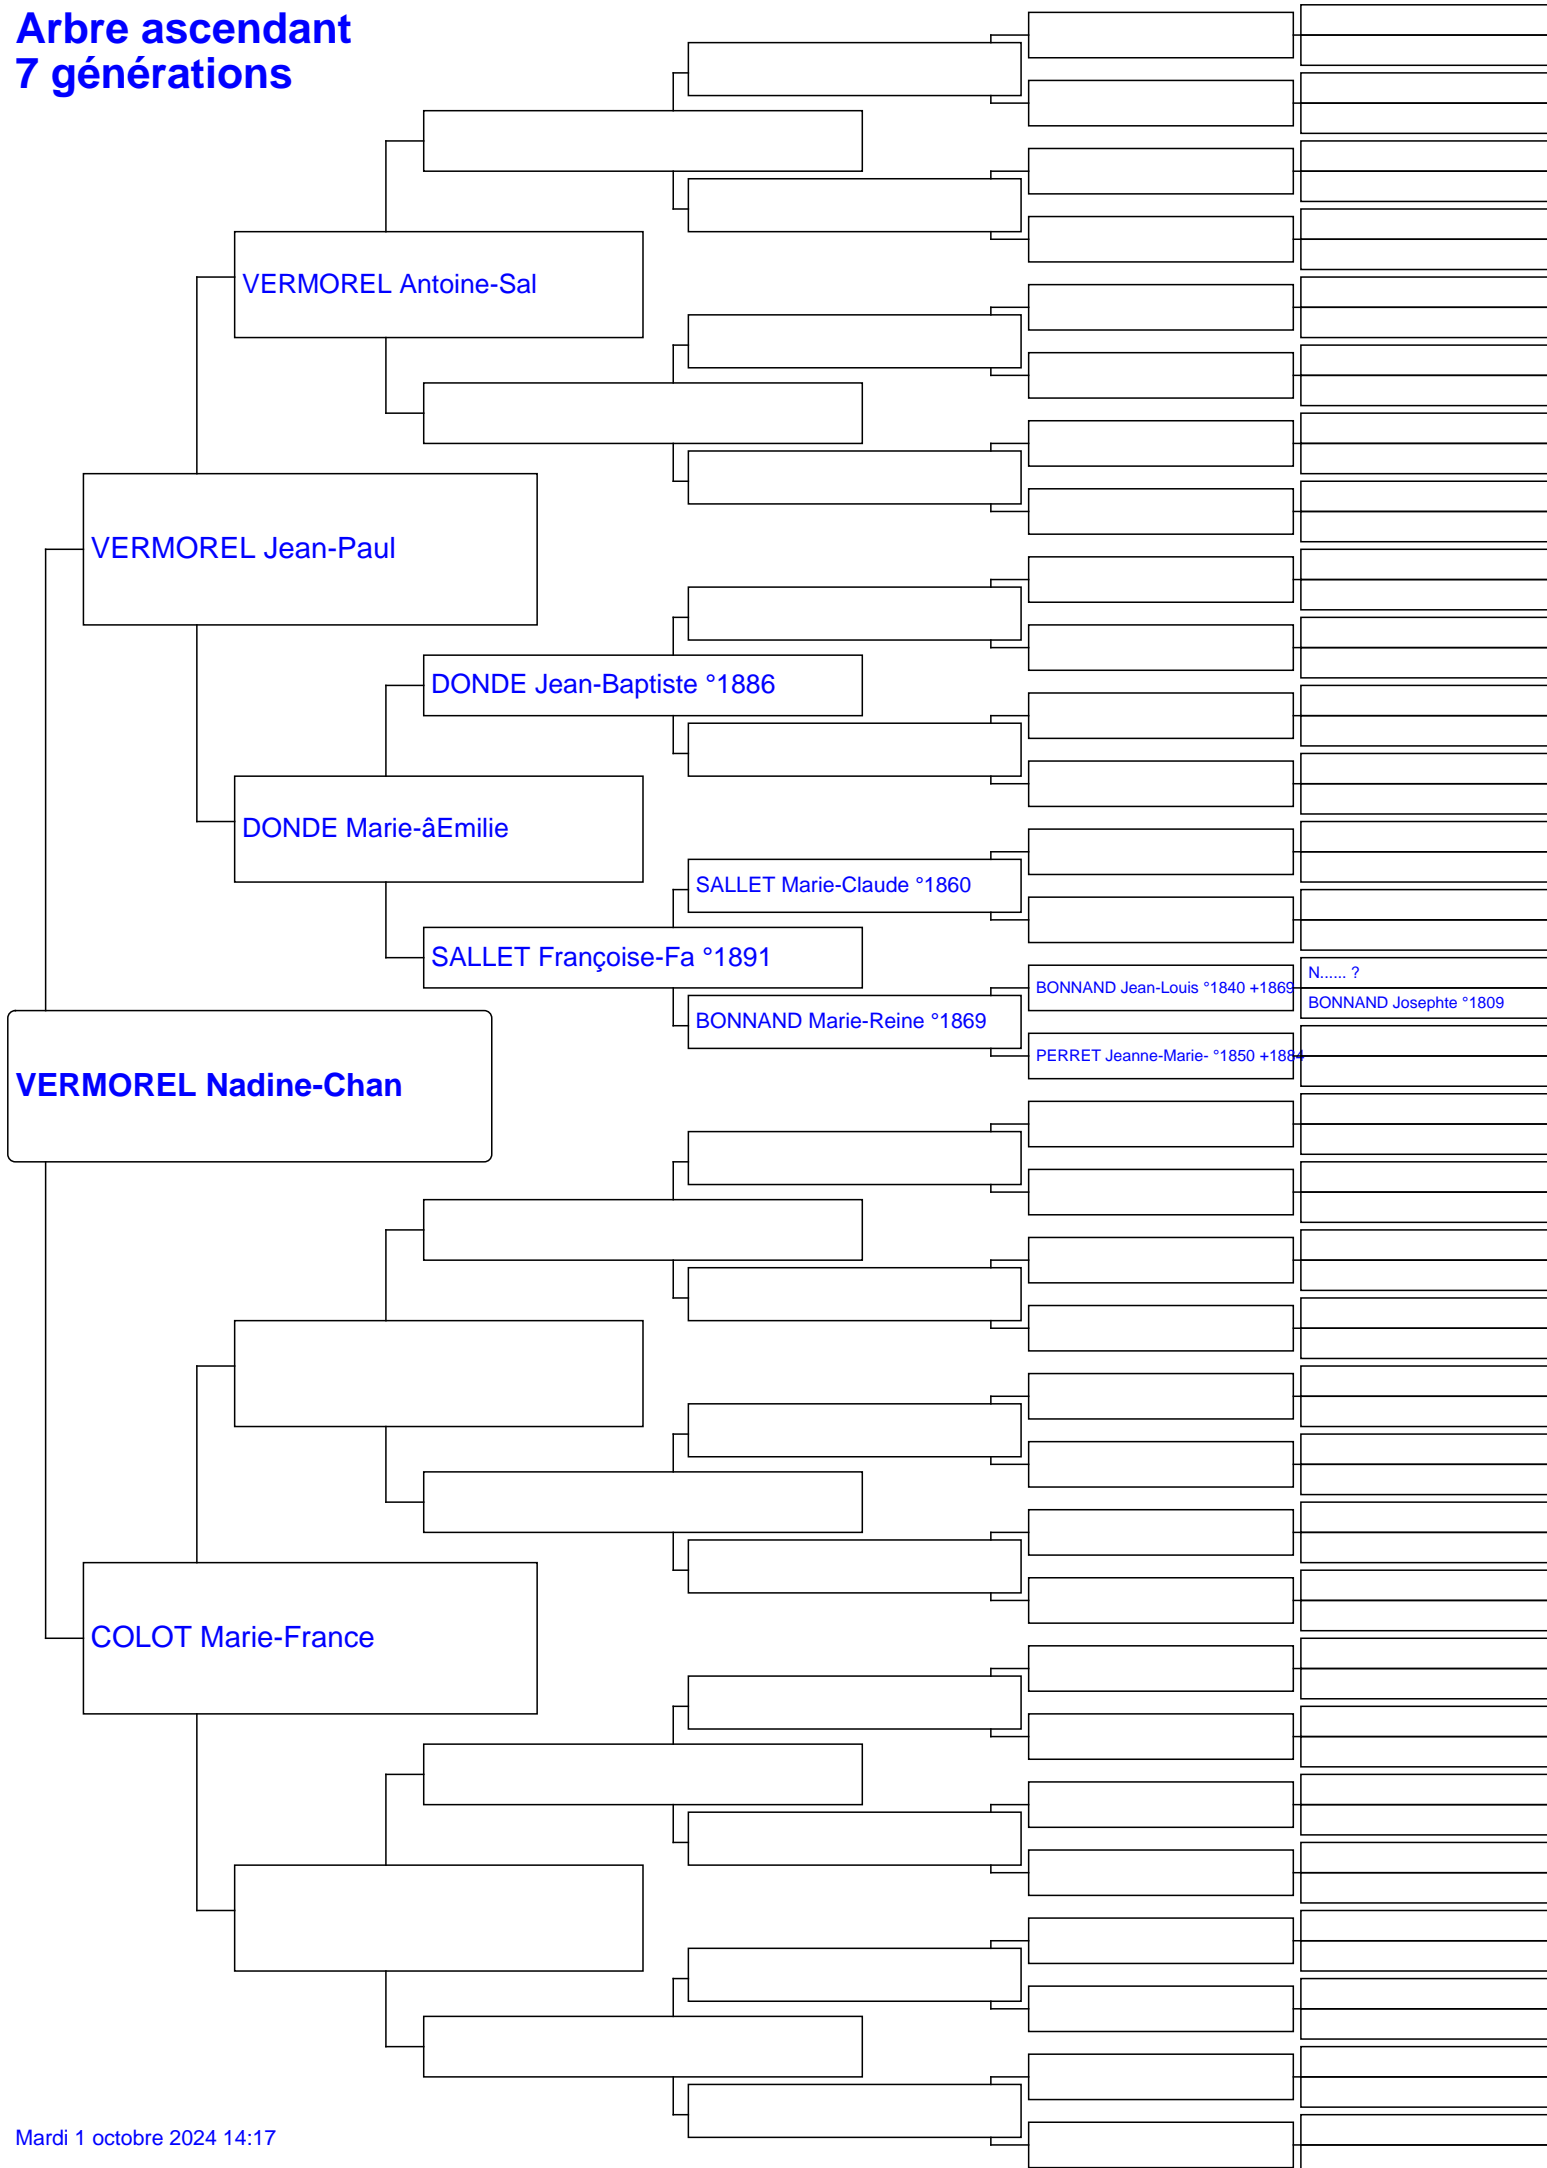 Arbre ascendant
7 générations
VERMOREL Antoine-Sal
VERMOREL Jean-Paul
DONDE Jean-Baptiste °1886
DONDE Marie-âEmilie
SALLET Marie-Claude °1860
SALLET Françoise-Fa °1891
N...... ?
BONNAND Jean-Louis °1840 +1869
BONNAND Josephte °1809
BONNAND Marie-Reine °1869
PERRET Jeanne-Marie- °1850 +1884
VERMOREL Nadine-Chan
COLOT Marie-France
Mardi 1 octobre 2024 14:17